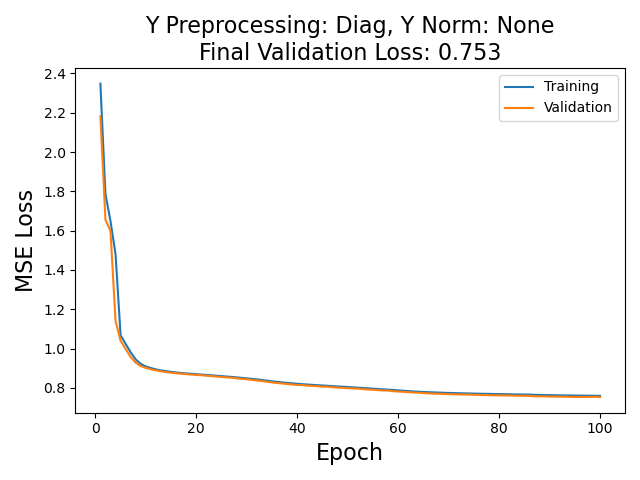 Y Preprocessing: Diag, Y Norm: None
Final Validation Loss: 0.753
Training
Validation
MSE Loss
2.4
2.2
2.0
1.8
1.6
1.4
1.2
1.0
0.8
0
20
40
60
80
100
Epoch